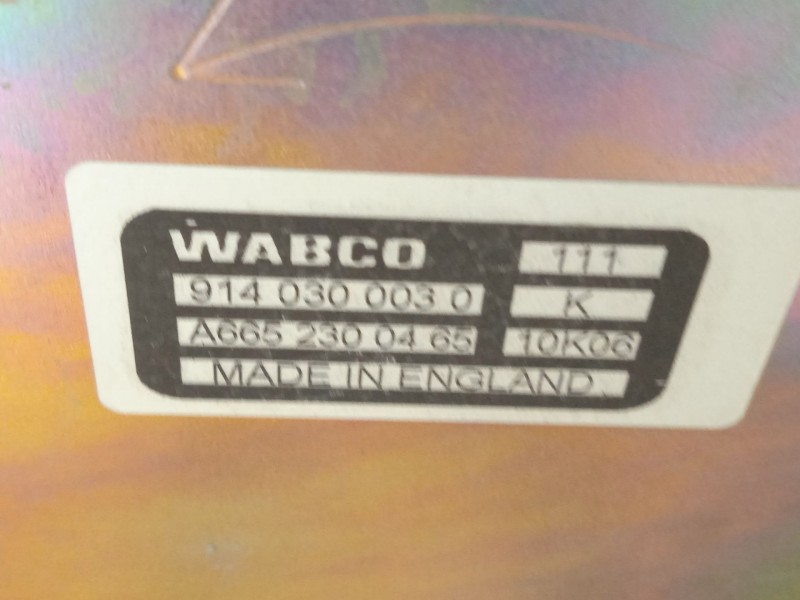 WABCO 111
914 030 003 0 K
A665 230 04 65 10K06
MADE IN ENGLAND